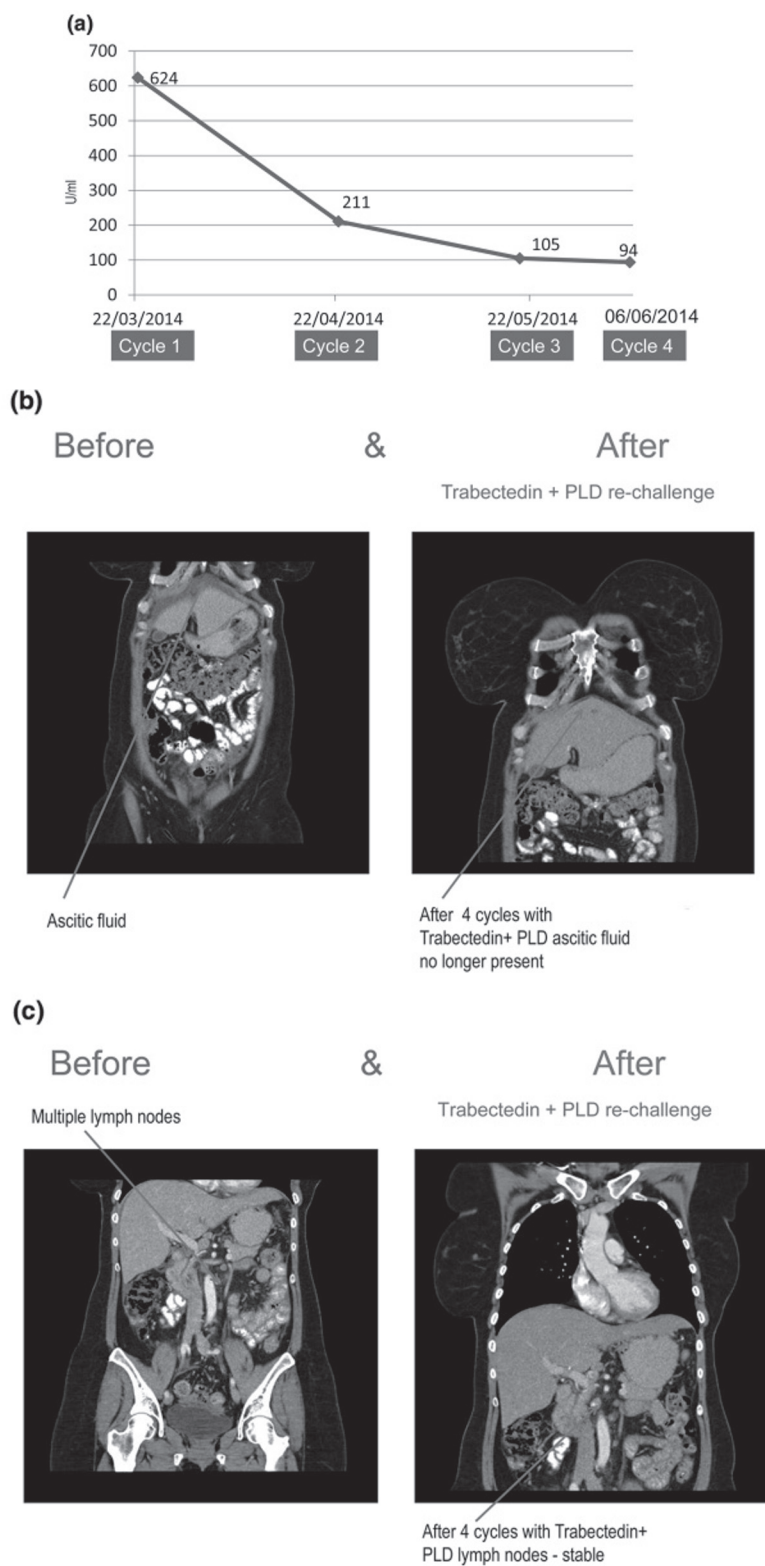 (a)
700
600
500
400
300
200
100
0
U/ml
624
211
105
94
22/03/2014 22/04/2014 22/05/2014 06/06/2014
Cycle 1 Cycle 2 Cycle 3 Cycle 4
(b)
Before & After
Trabectedin + PLD re-challenge
Ascitic fluid
After 4 cycles with
Trabectedin+ PLD ascitic fluid
no longer present
(c)
Before & After
Multiple lymph nodes
Trabectedin + PLD re-challenge
After 4 cycles with Trabectedin+
PLD lymph nodes - stable